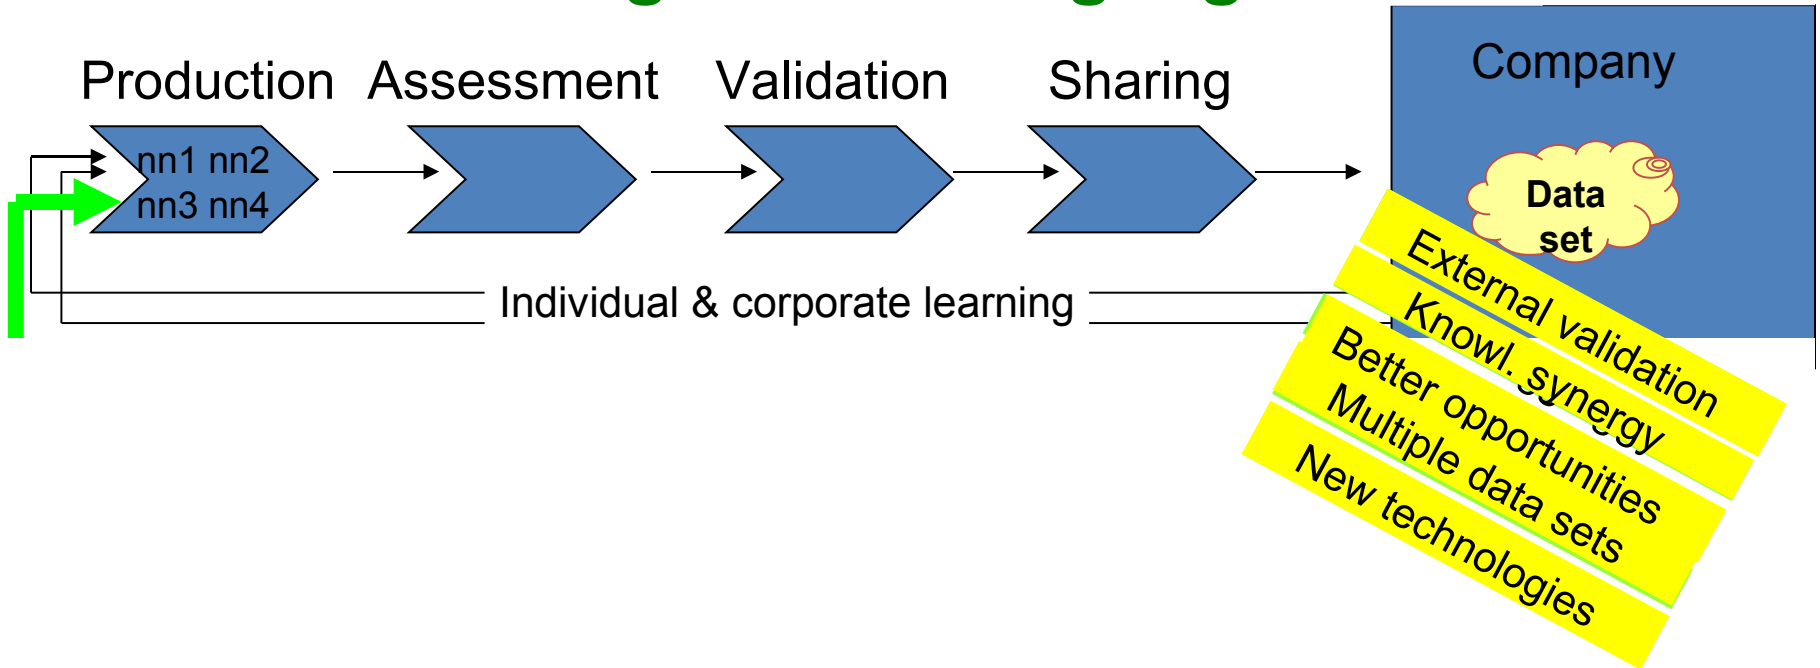 Production
Assessment
Validation
Sharing
Company
nn1 nn2
nn3 nn4
Data
set
Individual & corporate learning
External validation
Knowl. synergy
Better opportunities
Multiple data sets
New technologies